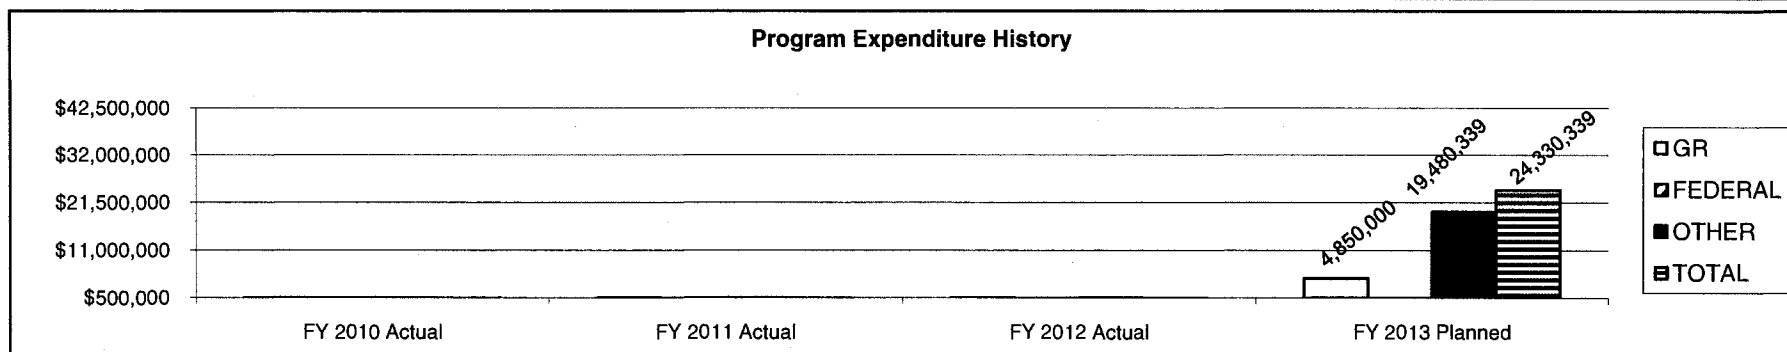 Program Expenditure History
$42,500,000
$32,000,000
$21,500,000
$11,000,000
$500,000
4,850,000
19,480,339
24,330,339
FY 2010 Actual
FY 2011 Actual
FY 2012 Actual
FY 2013 Planned
GR
FEDERAL
OTHER
TOTAL